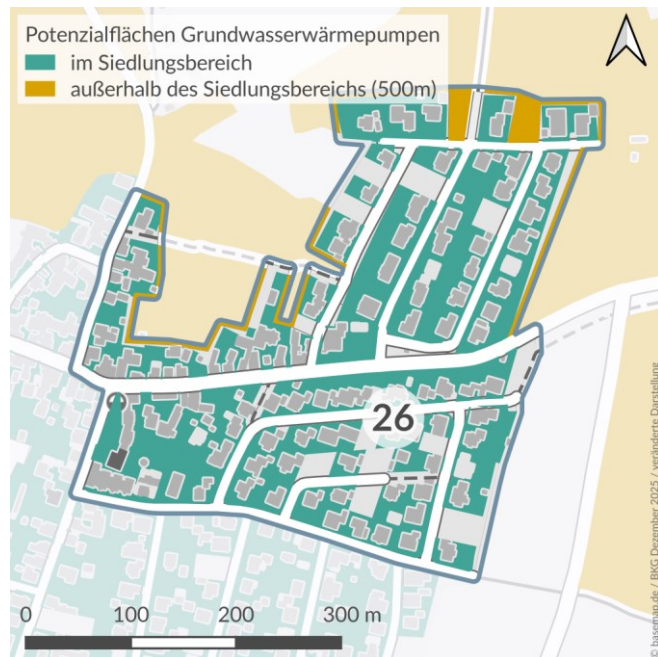 Potenzialflächen Grundwasserwärmepumpen
im Siedlungsbereich
außerhalb des Siedlungsbereichs (500m)
26
0 100 200 300 m
© basemap.de / BKG Dezember 2025 / veränderte Darstellung